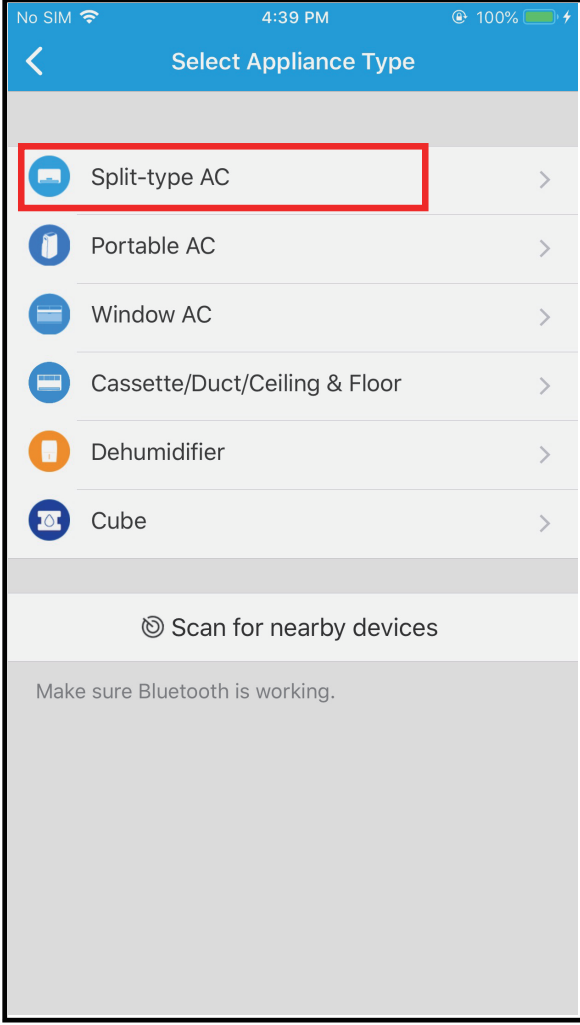 No SIM 4:39 PM 100%
Select Appliance Type
Split-type AC
Portable AC
Window AC
Cassette/Duct/Ceiling & Floor
Dehumidifier
Cube
Scan for nearby devices
Make sure Bluetooth is working.